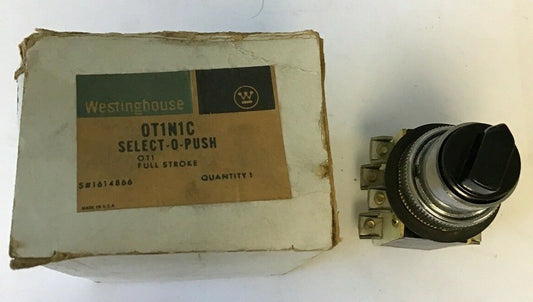 Westinghouse
W
OT1N1C
SELECT-O-PUSH
OT1
FULL STROKE
S#1614866 QUANTITY 1
MADE IN U.S.A.